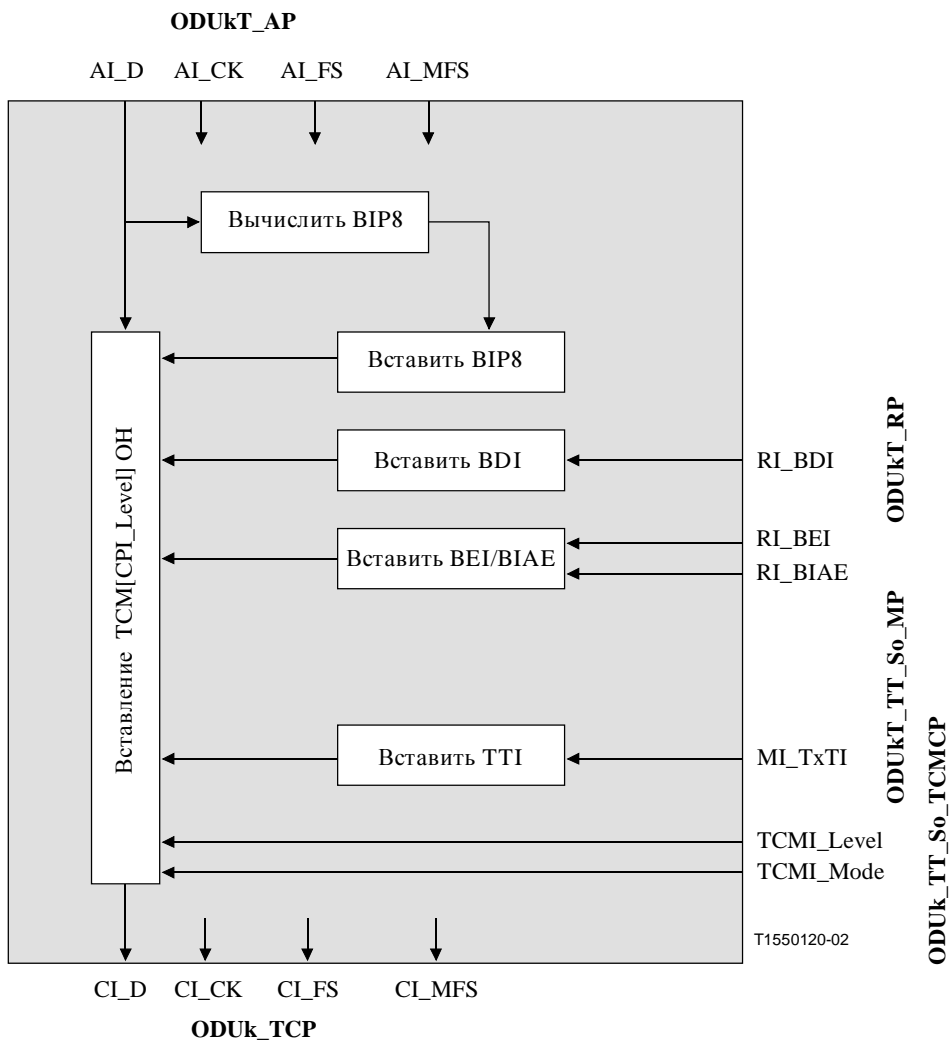 ODUkT_AP
AI_D AI_CK AI_FS AI_MFS
Вычислить BIP8
Вставить BIP8
Вставить BDI
RI_BDI
ODUkT_RP
Вставить BEI/BIAE
RI_BEI
RI_BIAE
Вставление TCM[CPI_Level] OH
Вставить TTI
MI_TxTI
ODUkT_TT_So_MP
TCMI_Level
TCMI_Mode
ODUk_TT_So_TCMCP
T1550120-02
CI_D CI_CK CI_FS CI_MFS
ODUk_TCP